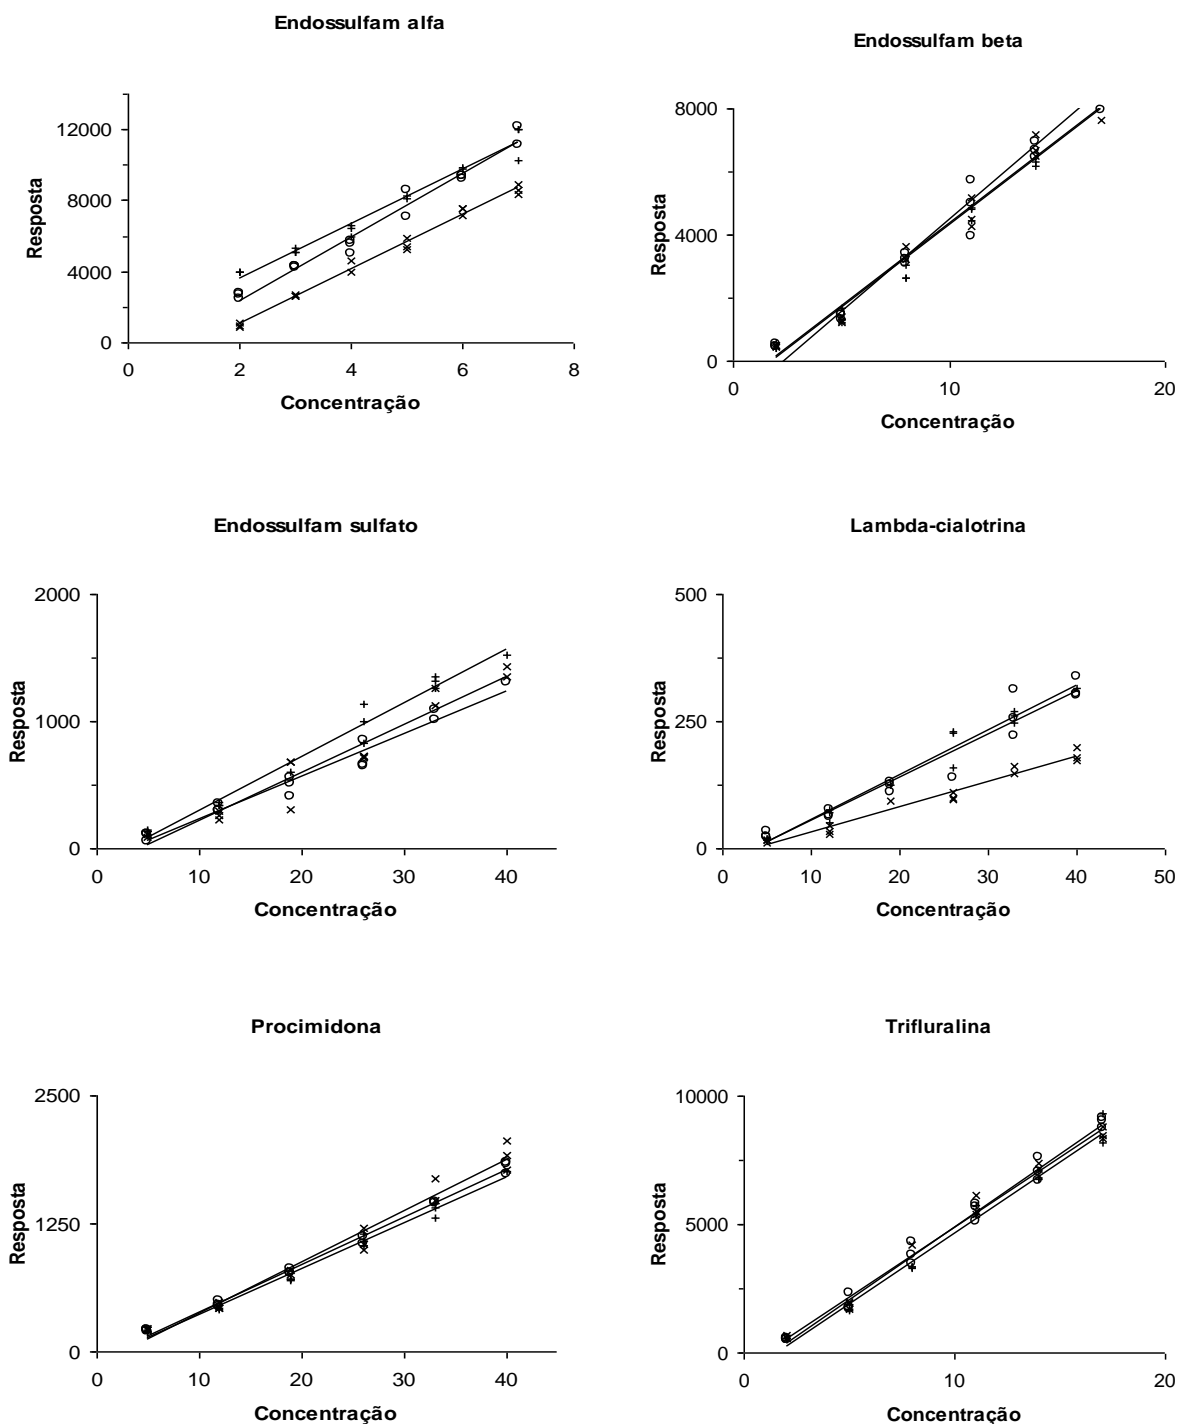 Endossulfam alfa
Resposta
12000
8000
4000
0
0 2 4 6 8
Concentração
Endossulfam beta
Resposta
8000
4000
0
0 10 20
Concentração
Endossulfam sulfato
Resposta
2000
1000
0
0 10 20 30 40
Concentração
Lambda-cialotrina
Resposta
500
250
0
0 10 20 30 40 50
Concentração
Procimidona
Resposta
2500
1250
0
0 10 20 30 40
Concentração
Trifluralina
Resposta
10000
5000
0
0 10 20
Concentração